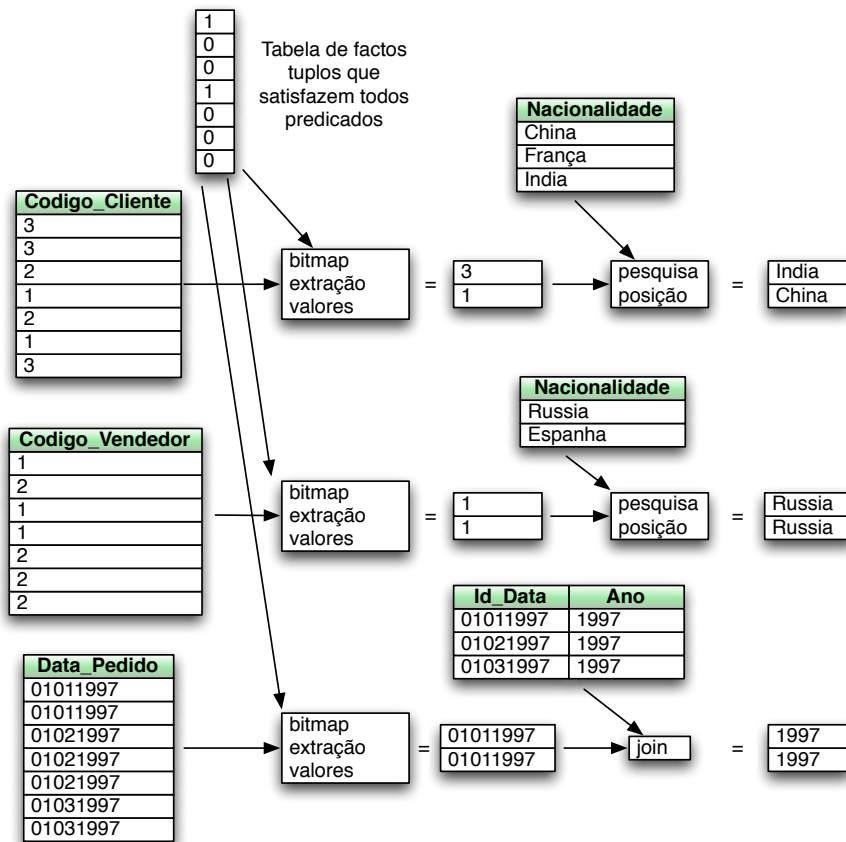 1
0
0
1
0
0
0
Tabela de factos
tuplos que
satisfazem todos
predicados
Nacionalidade
China
França
India
Codigo_Cliente
3
3
2
1
2
1
3
bitmap
extração
valores
=
3
1
pesquisa
posição
=
India
China
Nacionalidade
Russia
Espanha
Codigo_Vendedor
1
2
1
1
2
2
2
bitmap
extração
valores
=
1
1
pesquisa
posição
=
Russia
Russia
Id_Data Ano
01011997 1997
01021997 1997
01031997 1997
Data_Pedido
01011997
01011997
01021997
01021997
01021997
01031997
01031997
bitmap
extração
valores
=
01011997
01011997
join
=
1997
1997